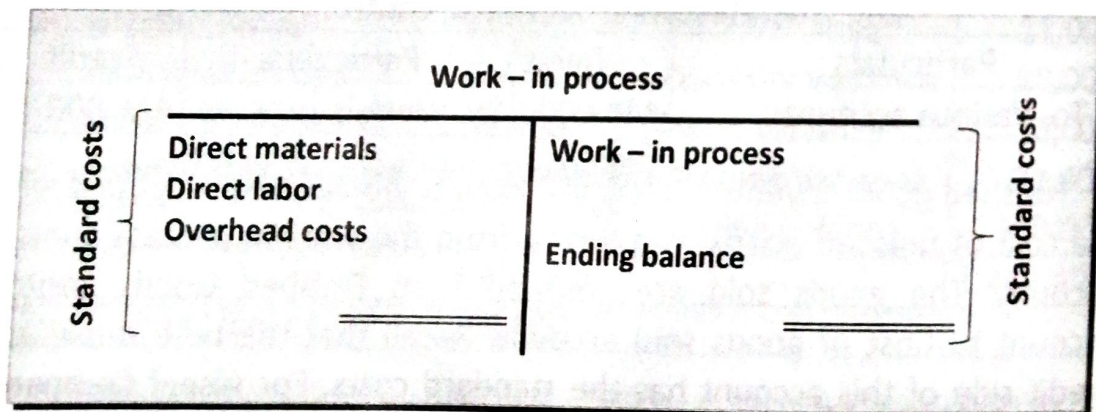 Work – in process
Standard costs
Direct materials
Direct labor
Overhead costs
Work – in process
Ending balance
Standard costs